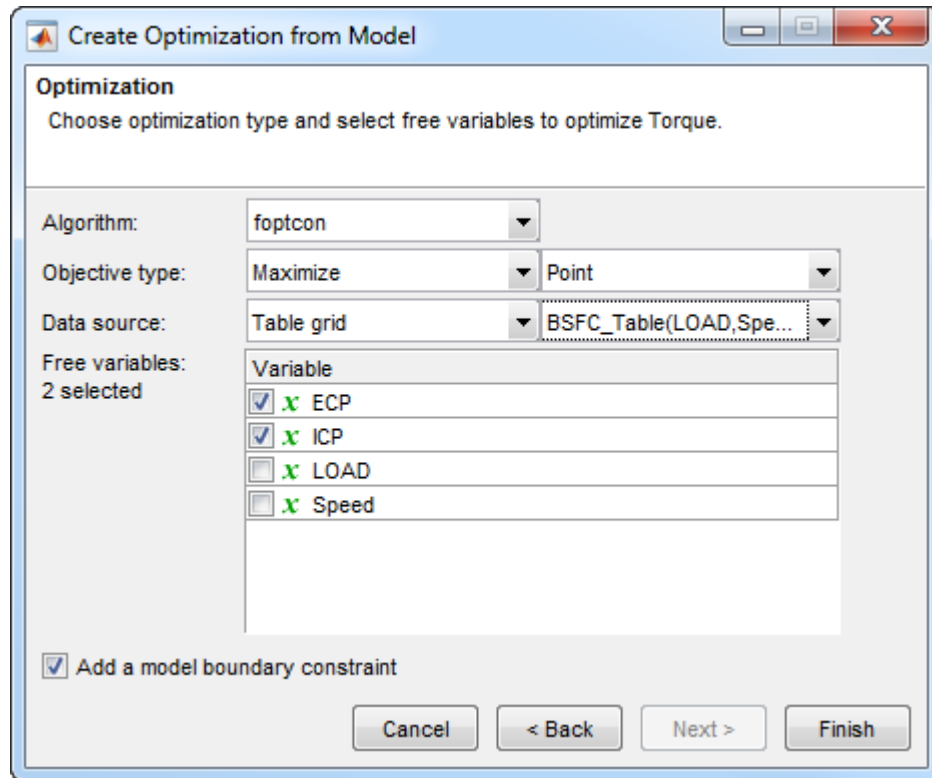 Create Optimization from Model
Optimization
Choose optimization type and select free variables to optimize Torque.
Algorithm: foptcon
Objective type: Maximize Point
Data source: Table grid BSFC_Table(LOAD,Spe...
Free variables:
2 selected
Variable
x ECP
x ICP
x LOAD
x Speed
Add a model boundary constraint
Cancel < Back Next > Finish